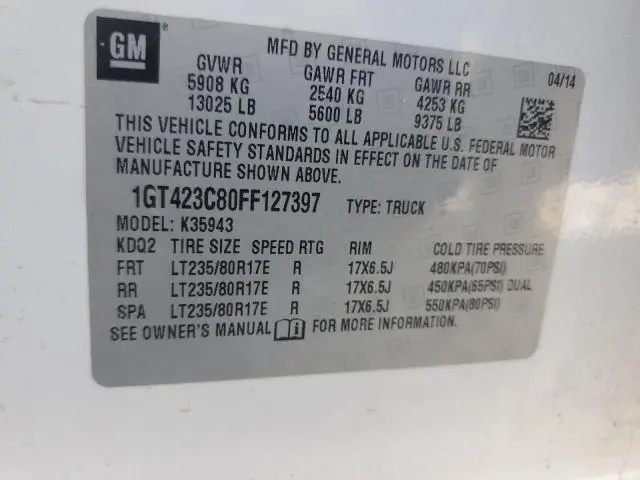 GM
MFD BY GENERAL MOTORS LLC
04/14
GVWR GAWR FRT GAWR RR
5908 KG 2540 KG 4253 KG
13025 LB 5600 LB 9375 LB
THIS VEHICLE CONFORMS TO ALL APPLICABLE U.S. FEDERAL MOTOR
VEHICLE SAFETY STANDARDS IN EFFECT ON THE DATE OF
MANUFACTURE SHOWN ABOVE.
1GT423C80FF127397 TYPE: TRUCK
MODEL: K35943
KDQ2 TIRE SIZE SPEED RTG RIM COLD TIRE PRESSURE
FRT LT235/80R17E R 17X6.5J 480KPA(70PSI)
RR LT235/80R17E R 17X6.5J 450KPA(65PSI) DUAL
SPA LT235/80R17E R 17X6.5J 550KPA(80PSI)
SEE OWNER'S MANUAL FOR MORE INFORMATION.